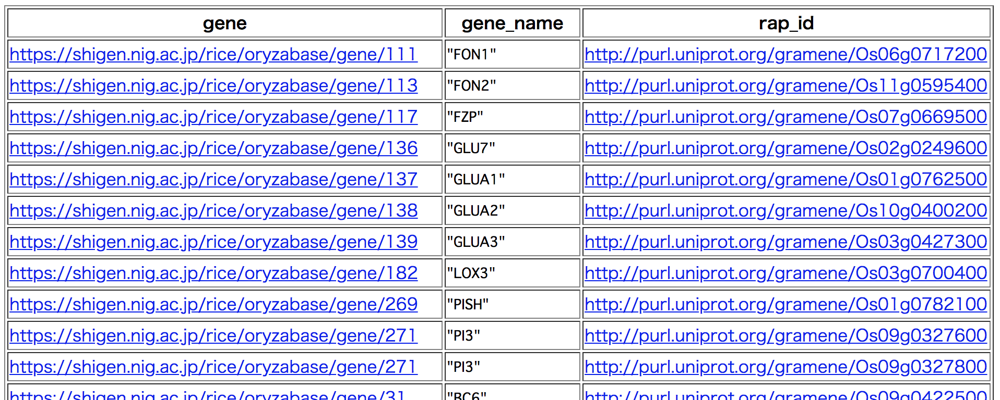 gene gene_name rap_id
https://shigen.nig.ac.jp/rice/oryzabase/gene/111 "FON1" http://purl.uniprot.org/gramene/Os06g0717200
https://shigen.nig.ac.jp/rice/oryzabase/gene/113 "FON2" http://purl.uniprot.org/gramene/Os11g0595400
https://shigen.nig.ac.jp/rice/oryzabase/gene/117 "FZP" http://purl.uniprot.org/gramene/Os07g0669500
https://shigen.nig.ac.jp/rice/oryzabase/gene/136 "GLU7" http://purl.uniprot.org/gramene/Os02g0249600
https://shigen.nig.ac.jp/rice/oryzabase/gene/137 "GLUA1" http://purl.uniprot.org/gramene/Os01g0762500
https://shigen.nig.ac.jp/rice/oryzabase/gene/138 "GLUA2" http://purl.uniprot.org/gramene/Os10g0400200
https://shigen.nig.ac.jp/rice/oryzabase/gene/139 "GLUA3" http://purl.uniprot.org/gramene/Os03g0427300
https://shigen.nig.ac.jp/rice/oryzabase/gene/182 "LOX3" http://purl.uniprot.org/gramene/Os03g0700400
https://shigen.nig.ac.jp/rice/oryzabase/gene/269 "PISH" http://purl.uniprot.org/gramene/Os01g0782100
https://shigen.nig.ac.jp/rice/oryzabase/gene/271 "PI3" http://purl.uniprot.org/gramene/Os09g0327600
https://shigen.nig.ac.jp/rice/oryzabase/gene/271 "PI3" http://purl.uniprot.org/gramene/Os09g0327800
https://shigen.nig.ac.jp/rice/oryzabase/gene/31 "BC6" http://purl.uniprot.org/gramene/Os09g0422500